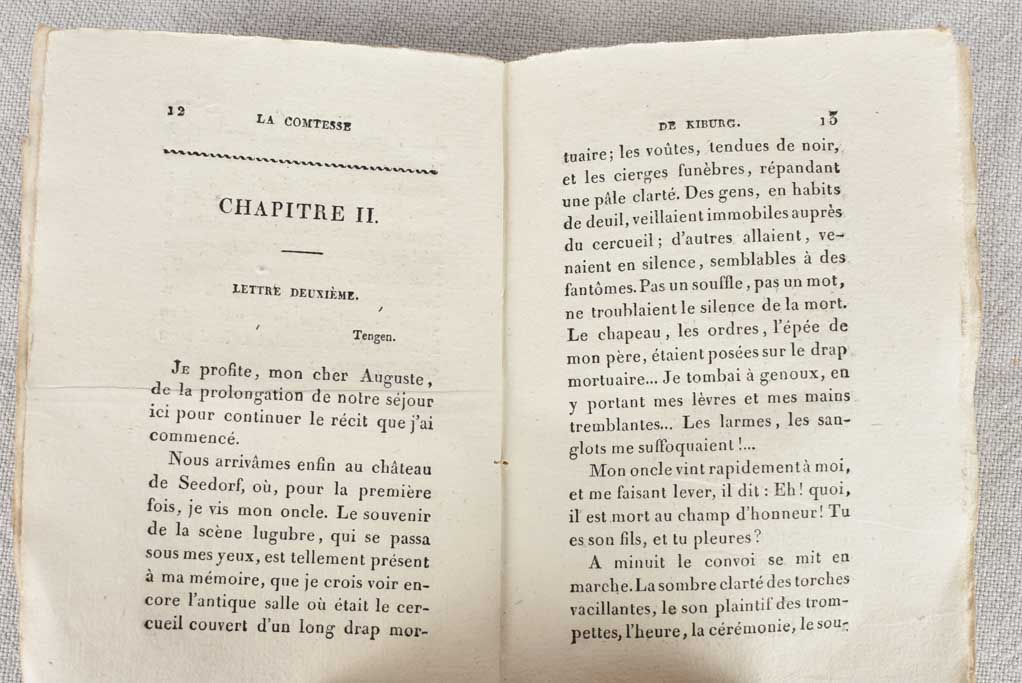 12
LA COMTESSE
CHAPITRE II.
LETTRE DEUXIÈME.
Tengen.
JE profite, mon cher Auguste,
de la prolongation de notre séjour
ici pour continuer le récit que j'ai
commencé.
Nous arrivâmes enfin au château
de Seedorf, où, pour la première
fois, je vis mon oncle. Le souvenir
de la scène lugubre, qui se passa
sous mes yeux, est tellement présent
à ma mémoire, que je crois voir en-
core l'antique salle où était le cer-
cueil couvert d'un long drap mor-
DE KIBURG. 13
tuaire; les voûtes, tendues de noir,
et les cierges funèbres, répandant
une pâle clarté. Des gens, en habits
de deuil, veillaient immobiles auprès
du cercueil; d'autres allaient, ve-
naient en silence, semblables à des
fantômes. Pas un souffle, pas un mot,
ne troublaient le silence de la mort.
Le chapeau, les ordres, l'épée de
mon père, étaient posées sur le drap
mortuaire... Je tombai à genoux, en
y portant mes lèvres et mes mains
tremblantes... Les larmes, les san-
glots me suffoquaient!...
Mon oncle vint rapidement à moi,
et me faisant lever, il dit : Eh! quoi,
il est mort au champ d'honneur! Tu
es son fils, et tu pleures?
A minuit le convoi se mit en
marche. La sombre clarté des torches
vacillantes, le son plaintif des trom-
pettes, l'heure, la cérémonie, le sou-